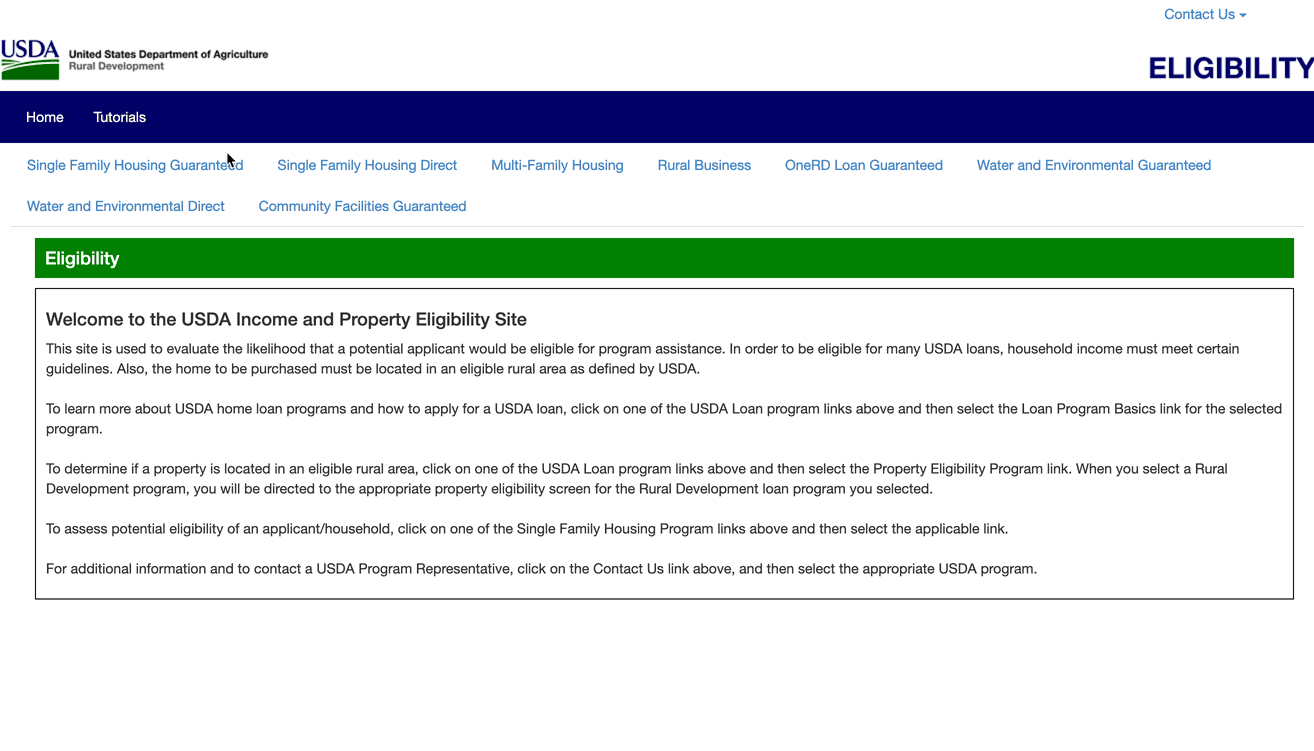 Contact Us
USDA
United States Department of Agriculture
Rural Development
ELIGIBILITY
Home Tutorials
Single Family Housing Guaranteed Single Family Housing Direct Multi-Family Housing Rural Business OneRD Loan Guaranteed Water and Environmental Guaranteed
Water and Environmental Direct Community Facilities Guaranteed
Eligibility
Welcome to the USDA Income and Property Eligibility Site
This site is used to evaluate the likelihood that a potential applicant would be eligible for program assistance. In order to be eligible for many USDA loans, household income must meet certain
guidelines. Also, the home to be purchased must be located in an eligible rural area as defined by USDA.
To learn more about USDA home loan programs and how to apply for a USDA loan, click on one of the USDA Loan program links above and then select the Loan Program Basics link for the selected
program.
To determine if a property is located in an eligible rural area, click on one of the USDA Loan program links above and then select the Property Eligibility Program link. When you select a Rural
Development program, you will be directed to the appropriate property eligibility screen for the Rural Development loan program you selected.
To assess potential eligibility of an applicant/household, click on one of the Single Family Housing Program links above and then select the applicable link.
For additional information and to contact a USDA Program Representative, click on the Contact Us link above, and then select the appropriate USDA program.